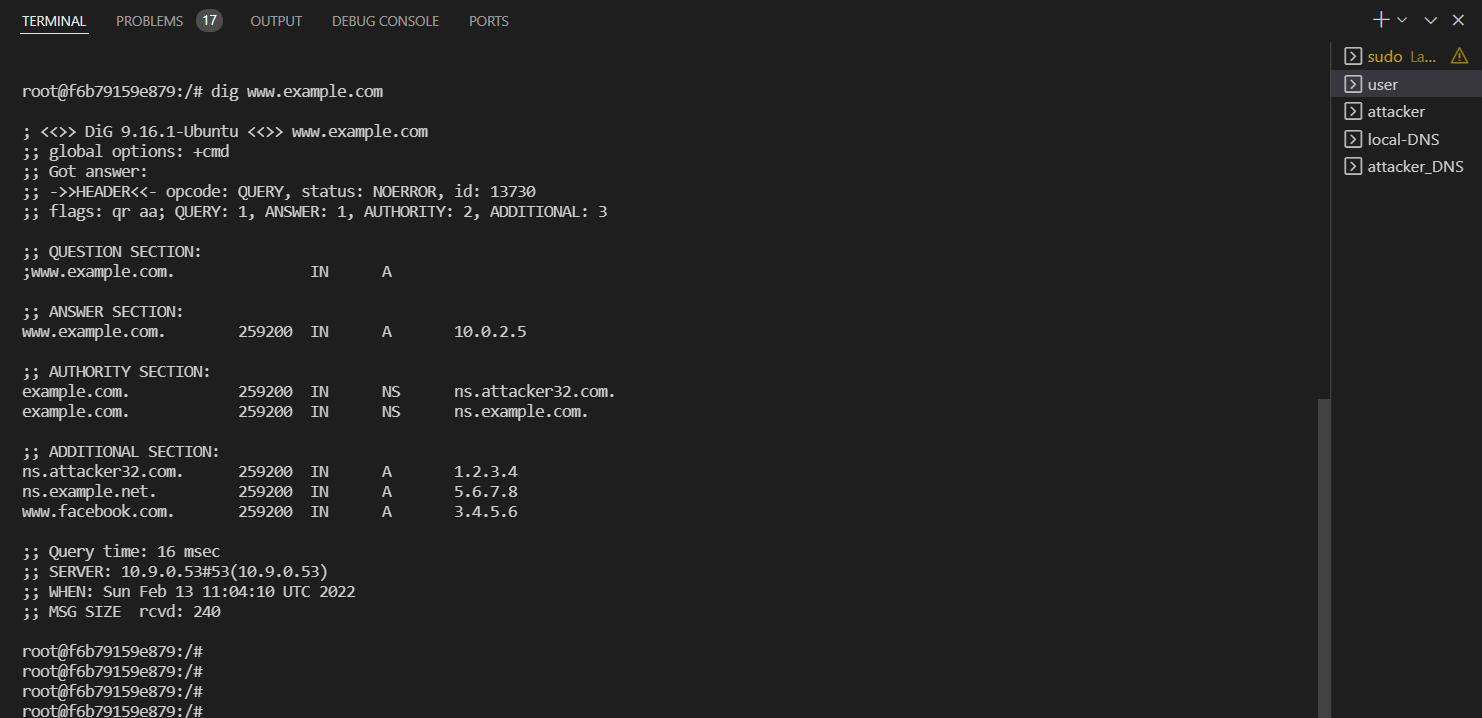 TERMINAL PROBLEMS 17 OUTPUT DEBUG CONSOLE PORTS
root@f6b79159e879:/# dig www.example.com
; <<>> DiG 9.16.1-Ubuntu <<>> www.example.com
;; global options: +cmd
;; Got answer:
;; ->>HEADER<<- opcode: QUERY, status: NOERROR, id: 13730
;; flags: qr aa; QUERY: 1, ANSWER: 1, AUTHORITY: 2, ADDITIONAL: 3
;; QUESTION SECTION:
;www.example.com. IN A
;; ANSWER SECTION:
www.example.com. 259200 IN A 10.0.2.5
;; AUTHORITY SECTION:
example.com. 259200 IN NS ns.attacker32.com.
example.com. 259200 IN NS ns.example.com.
;; ADDITIONAL SECTION:
ns.attacker32.com. 259200 IN A 1.2.3.4
ns.example.net. 259200 IN A 5.6.7.8
www.facebook.com. 259200 IN A 3.4.5.6
;; Query time: 16 msec
;; SERVER: 10.9.0.53#53(10.9.0.53)
;; WHEN: Sun Feb 13 11:04:10 UTC 2022
;; MSG SIZE rcvd: 240
root@f6b79159e879:/#
root@f6b79159e879:/#
root@f6b79159e879:/#
root@f6b79159e879:/#
sudo La...
user
attacker
local-DNS
attacker_DNS